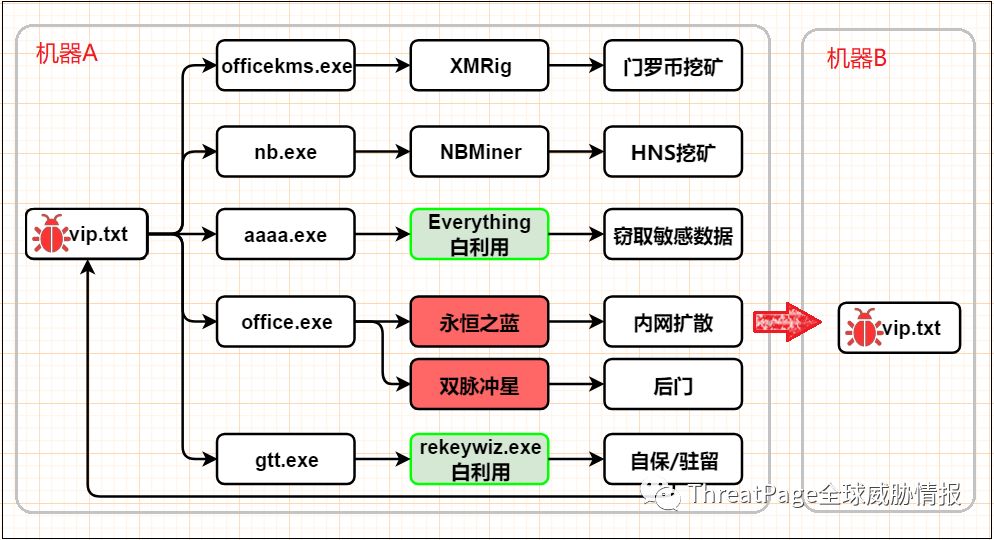 机器A
机器B
officekms.exe
XMRig
门罗币挖矿
nb.exe
NBMiner
HNS挖矿
vip.txt
aaaa.exe
Everything
白利用
窃取敏感数据
office.exe
永恒之蓝
内网扩散
vip.txt
双脉冲星
后门
gtt.exe
rekeywiz.exe
白利用
自保/驻留
ThreatPage全球威胁情报